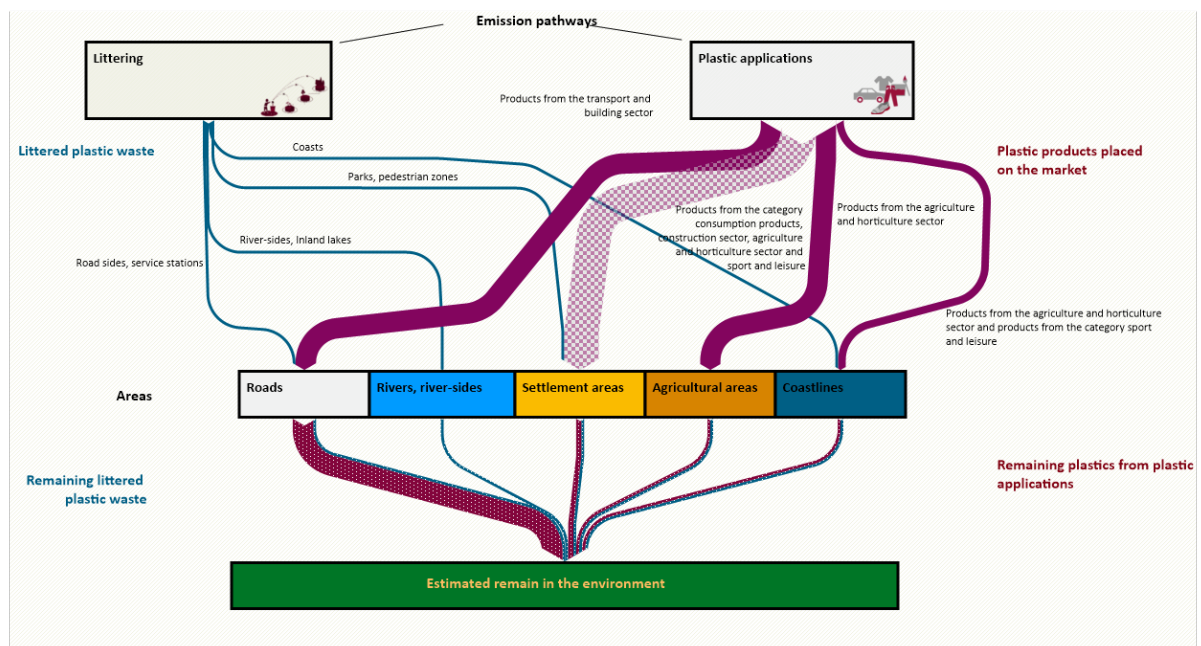 Emission pathways
Littering
Plastic applications
Products from the transport and
building sector
Littered plastic waste
Coasts
Plastic products placed
on the market
Parks, pedestrian zones
Products from the category
consumption products,
construction sector, agriculture
and horticulture sector and
sport and leisure
Products from the agriculture
and horticulture sector
River-sides, Inland lakes
Road sides, service stations
Products from the agriculture and horticulture
sector and products from the category sport
and leisure
Areas
Roads
Rivers, river-sides
Settlement areas
Agricultural areas
Coastlines
Remaining littered
plastic waste
Remaining plastics from plastic
applications
Estimated remain in the environment